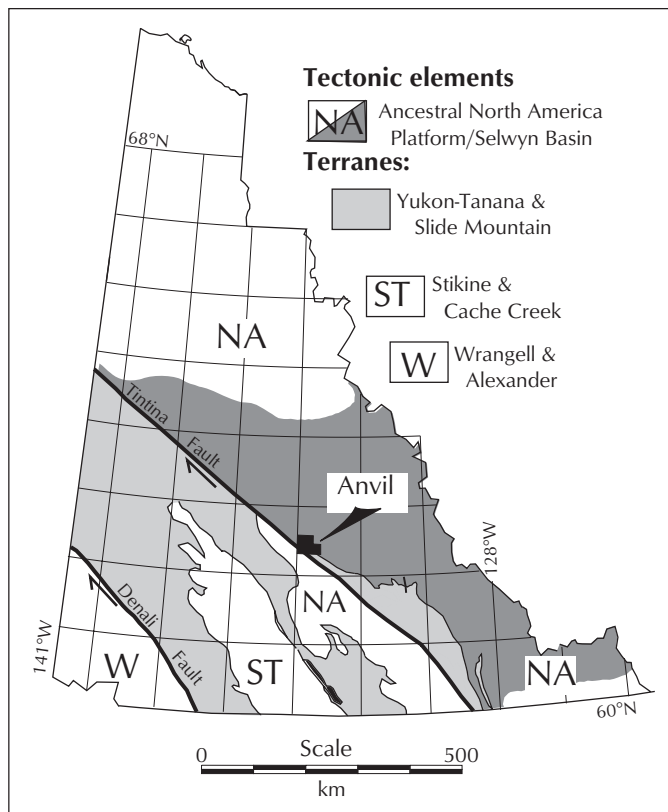 Tectonic elements
NA
Ancestral North America
Platform/Selwyn Basin
Terranes:
Yukon-Tanana &
Slide Mountain
ST
Stikine &
Cache Creek
W
Wrangell &
Alexander
68°N
NA
Tintina
Fault
Anvil
128°W
NA
Denali
Fault
141°W
W
ST
NA
60°N
Scale
0
500
km